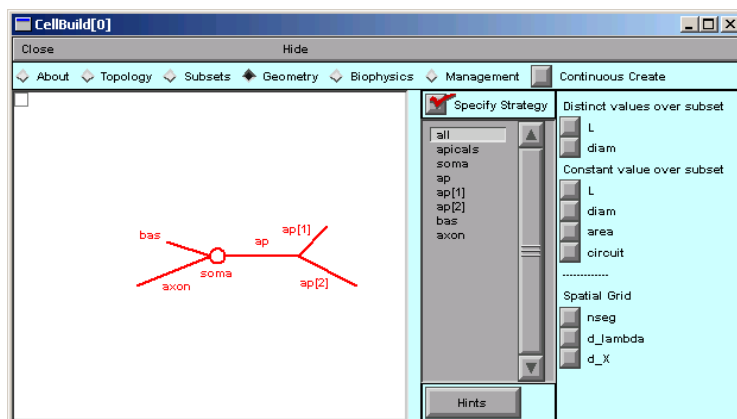 CellBuild[0]
Close Hide
About Topology Subsets Geometry Biophysics Management Continuous Create
bas
ap
ap[1]
soma
axon
ap[2]
Specify Strategy
all
apicals
soma
ap
ap[1]
ap[2]
bas
axon
Hints
Distinct values over subset
L
diam
Constant value over subset
L
diam
area
circuit
-------------
Spatial Grid
nseg
d_lambda
d_X